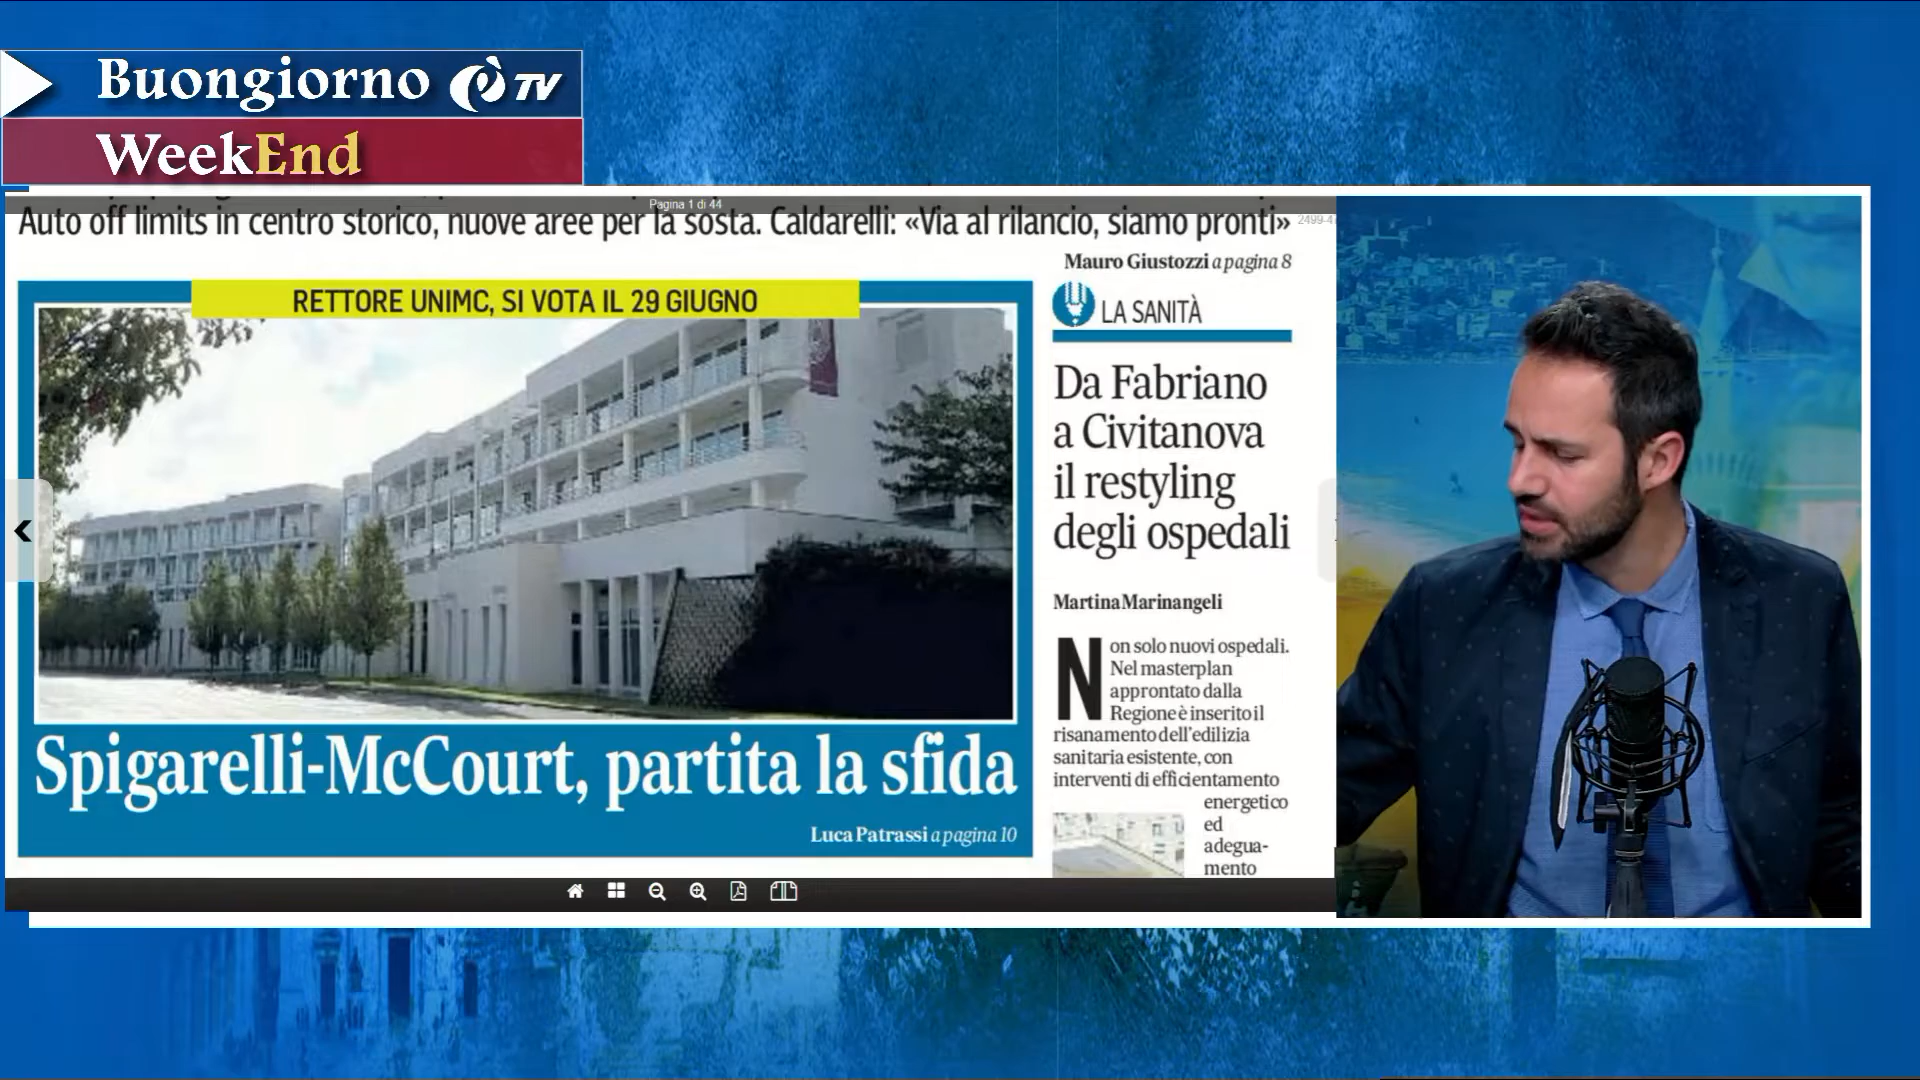 Buongiorno è TV
WeekEnd
Pagina 1 di 44
Auto off limits in centro storico, nuove aree per la sosta. Caldarelli: «Via al rilancio, siamo pronti»
2499-4
Mauro Giustozzi a pagina 8
RETTORE UNIMC, SI VOTA IL 29 GIUGNO
Spigarelli-McCourt, partita la sfida
Luca Patrassi a pagina 10
LA SANITÀ
Da Fabriano
a Civitanova
il restyling
degli ospedali
Martina Marinangeli
Non solo nuovi ospedali.
Nel masterplan
approntato dalla
Regione è inserito il
risanamento dell'edilizia
sanitaria esistente, con
interventi di efficientamento
energetico
ed
adegua-
mento